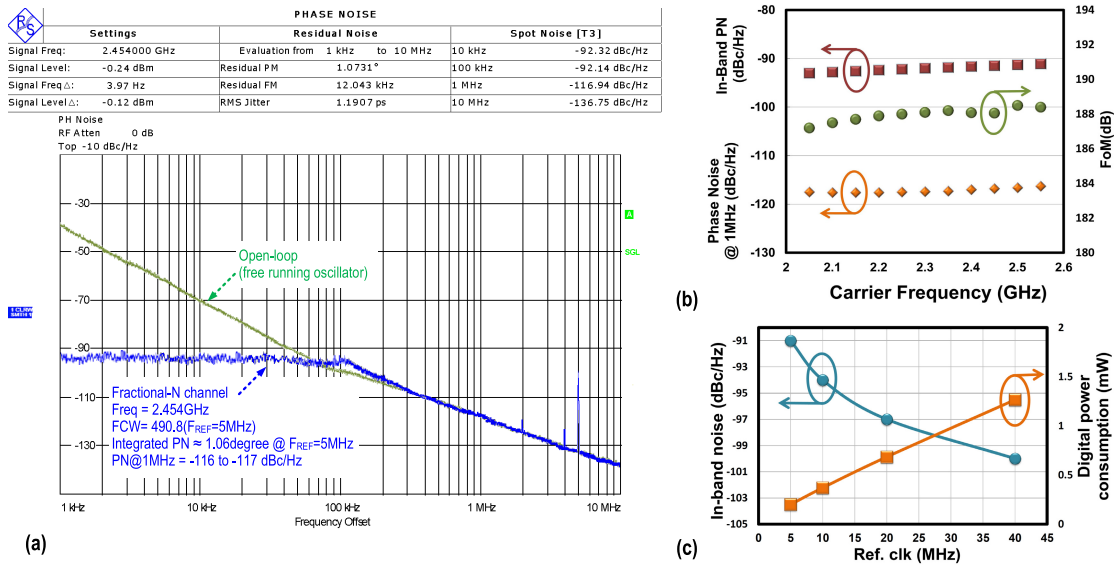 R S
PHASE NOISE
Settings Residual Noise Spot Noise [T3]
Signal Freq: 2.454000 GHz Evaluation from 1 kHz to 10 MHz 10 kHz -92.32 dBc/Hz
Signal Level: -0.24 dBm Residual PM 1.0731° 100 kHz -92.14 dBc/Hz
Signal Freq△: 3.97 Hz Residual FM 12.043 kHz 1 MHz -116.94 dBc/Hz
Signal Level△: -0.12 dBm RMS Jitter 1.1907 ps 10 MHz -136.75 dBc/Hz
PH Noise
RF Atten 0 dB
Top -10 dBc/Hz
-30
-50
-70
-110
-130
A
SGL
1 CLRWR
Open-loop
(free running oscillator)
Fractional-N channel
Freq = 2.454GHz
FCW= 490.8(FREF=5MHz)
Integrated PN ≈ 1.06degree @ FREF=5MHz
PN@1MHz = -116 to -117 dBc/Hz
1 kHz 10 kHz 100 kHz 1 MHz 10 MHz
Frequency Offset
(a)
In-Band PN
(dBc/Hz)
Phase Noise
@ 1MHz (dBc/Hz)
-80
-90
-100
-110
-120
-130
194
192
190
188
186
184
182
180
FoM(dB)
2 2.1 2.2 2.3 2.4 2.5 2.6
Carrier Frequency (GHz)
(b)
In-band noise (dBc/Hz)
-91
-93
-95
-97
-99
-101
-103
-105
2
1.5
1
0.5
0
Digital power
consumption (mW)
0 5 10 15 20 25 30 35 40 45
Ref. clk (MHz)
(c)